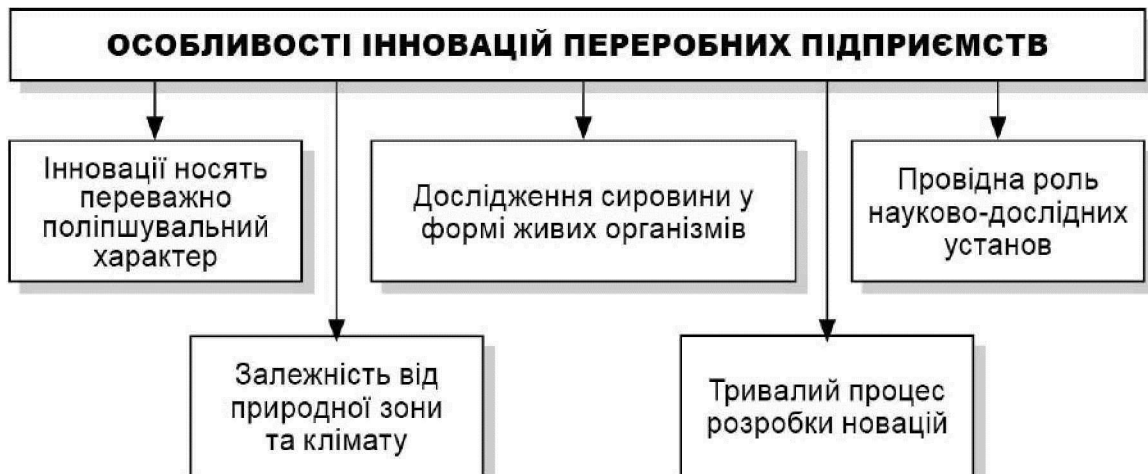 ОСОБЛИВОСТІ ІННОВАЦІЙ ПЕРЕРОБНИХ ПІДПРИЄМСТВ
Інновації носять
переважно
поліпшувальний
характер
Дослідження сировини у
формі живих організмів
Провідна роль
науково-дослідних
установ
Залежність від
природної зони
та клімату
Тривалий процес
розробки новацій